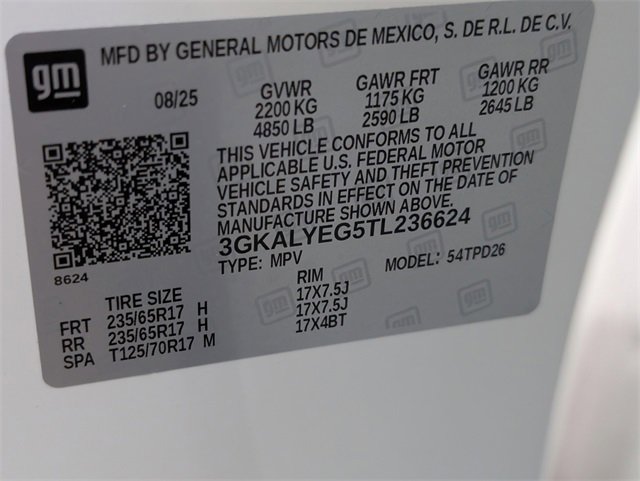 gm
MFD BY GENERAL MOTORS DE MEXICO, S. DE R.L. DE C.V.
08/25
GVWR GAWR FRT GAWR RR
2200 KG 1175 KG 1200 KG
4850 LB 2590 LB 2645 LB
THIS VEHICLE CONFORMS TO ALL
APPLICABLE U.S. FEDERAL MOTOR
VEHICLE SAFETY AND THEFT PREVENTION
STANDARDS IN EFFECT ON THE DATE OF
MANUFACTURE SHOWN ABOVE.
3GKALYEG5TL236624
TYPE: MPV MODEL: 54TPD26
8624
TIRE SIZE RIM
FRT 235/65R17 H 17X7.5J
RR 235/65R17 H 17X7.5J
SPA T125/70R17 M 17X4BT